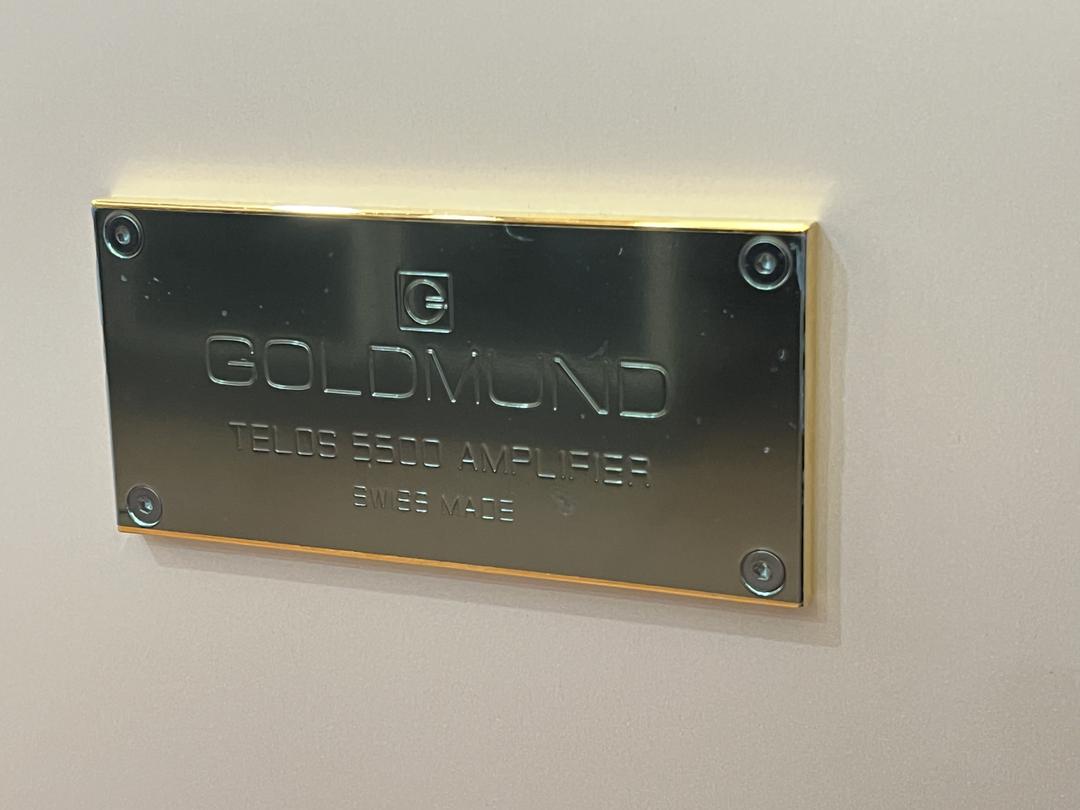 G
GOLDMUND
TELOS 5500 AMPLIFIER
SWISS MADE